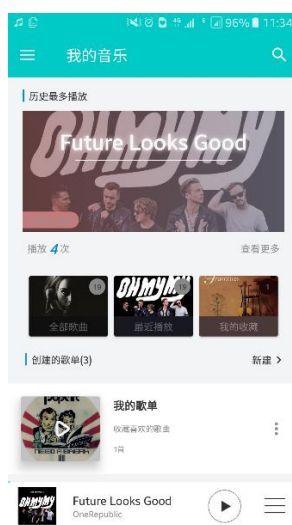 96% 11:34
我的音乐
历史最多播放
Future Looks Good
播放 4 次
查看更多
19
19
1
OHMYMY
全部歌曲
最近播放
我的收藏
创建的歌单(3)
新建 >
我的歌单
收藏喜欢的歌曲
1首
NEED A BREAK
Future Looks Good
OneRepublic